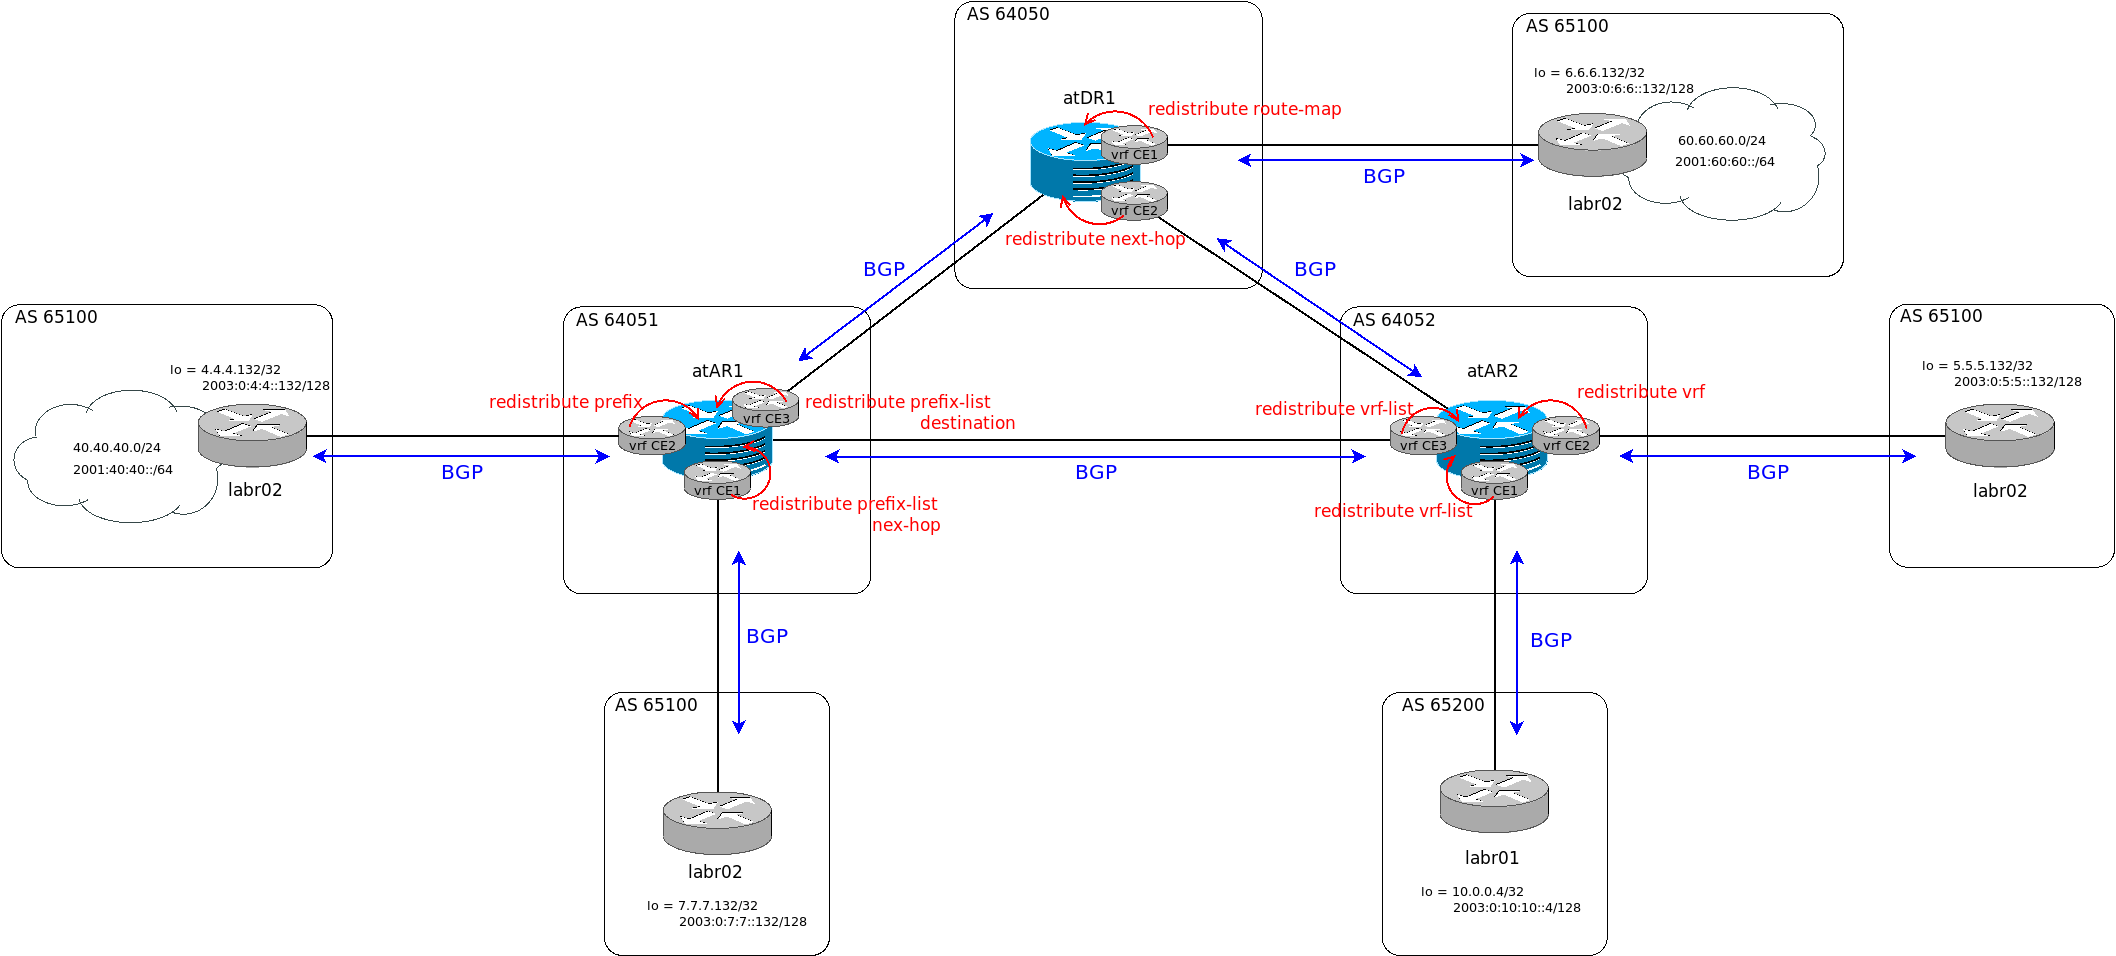 AS 64050
AS 65100
lo = 6.6.6.132/32
2003:0:6:6::132/128
atDR1
redistribute route-map
vrf CE1
60.60.60.0/24
2001:60:60::/64
BGP
labr02
vrf CE2
redistribute next-hop
BGP
BGP
AS 65100
lo = 4.4.4.132/32
2003:0:4:4::132/128
40.40.40.0/24
2001:40:40::/64
labr02
BGP
AS 64051
atAR1
redistribute prefix
redistribute prefix-list
destination
vrf CE3
vrf CE2
vrf CE1
redistribute prefix-list
nex-hop
BGP
AS 64052
atAR2
redistribute vrf
redistribute vrf-list
vrf CE3
vrf CE2
vrf CE1
redistribute vrf-list
BGP
AS 65100
lo = 5.5.5.132/32
2003:0:5:5::132/128
labr02
BGP
BGP
AS 65100
labr02
lo = 7.7.7.132/32
2003:0:7:7::132/128
AS 65200
labr01
lo = 10.0.0.4/32
2003:0:10:10::4/128